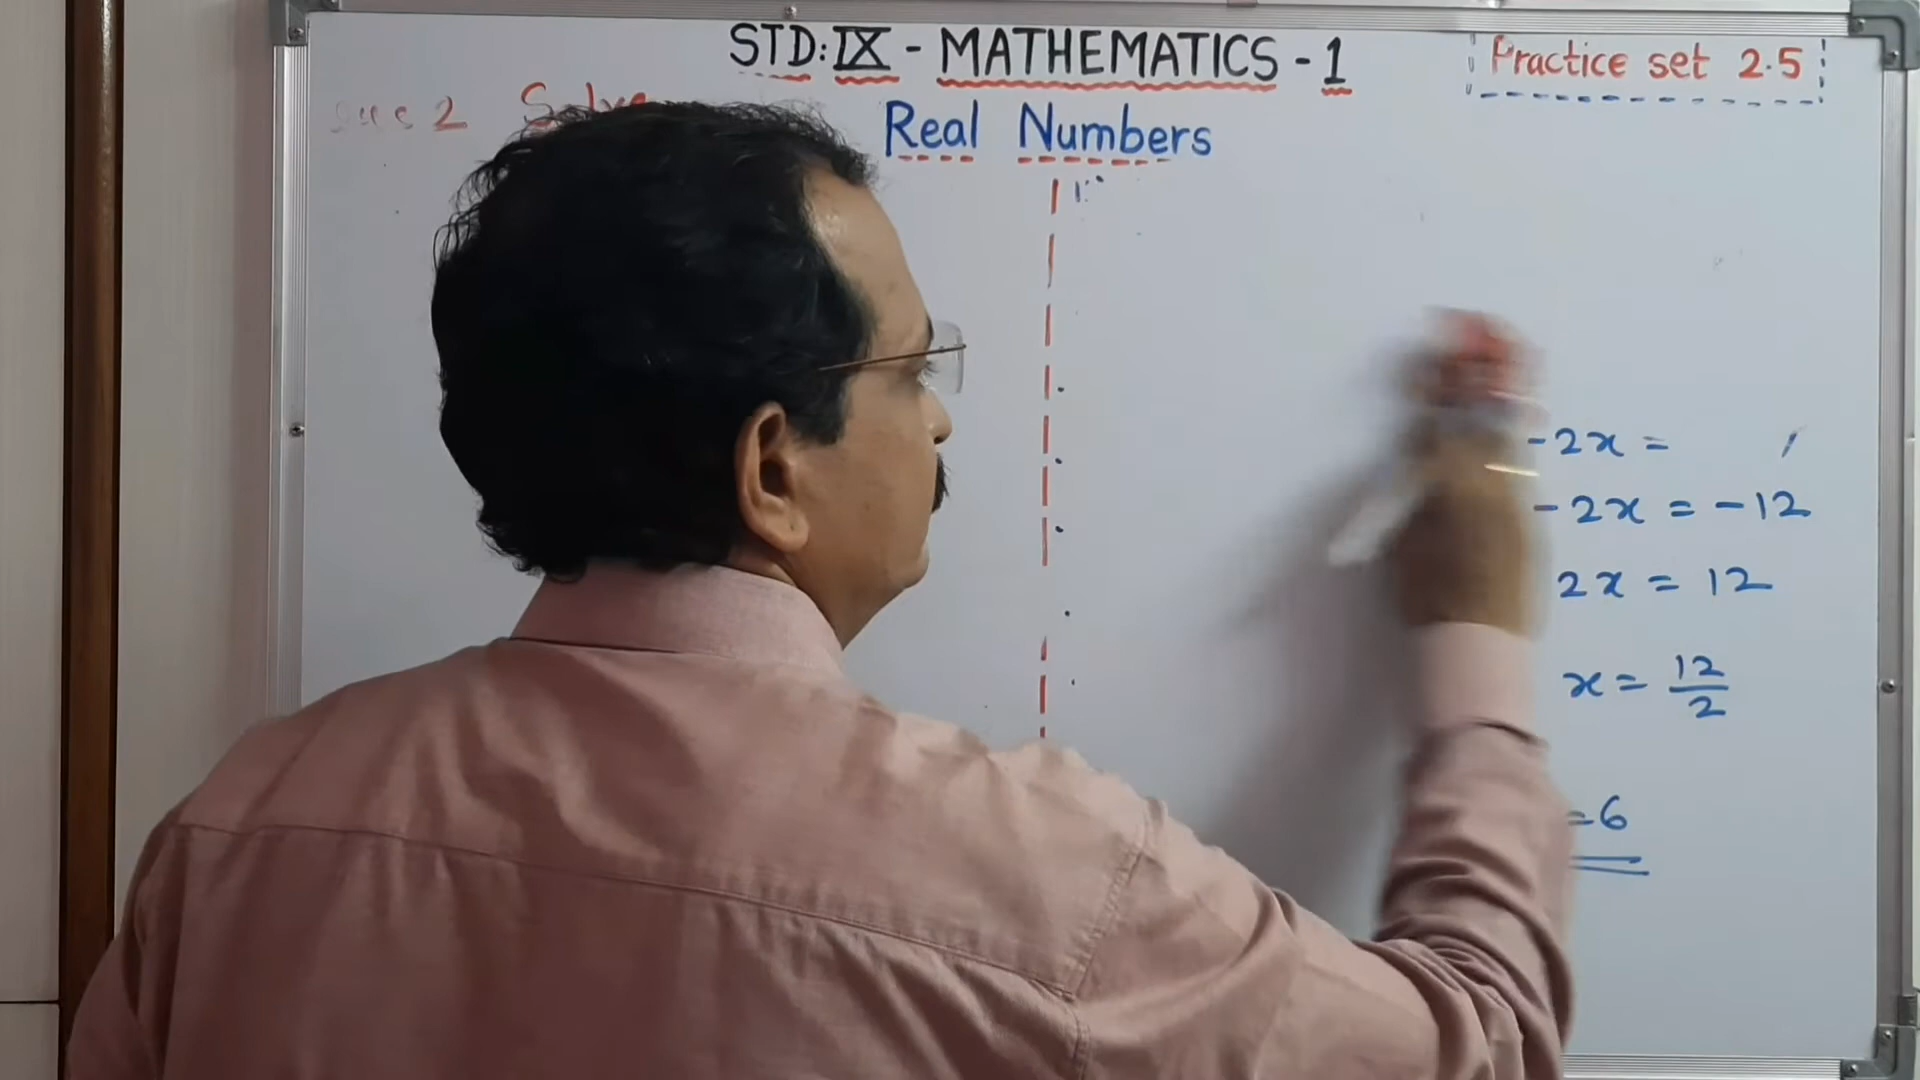 STD: IX - MATHEMATICS - 1
Practice set 2.5
2 Solve
Real Numbers
-2x =
-2x = -12
2x = 12
x = 12/2
=6